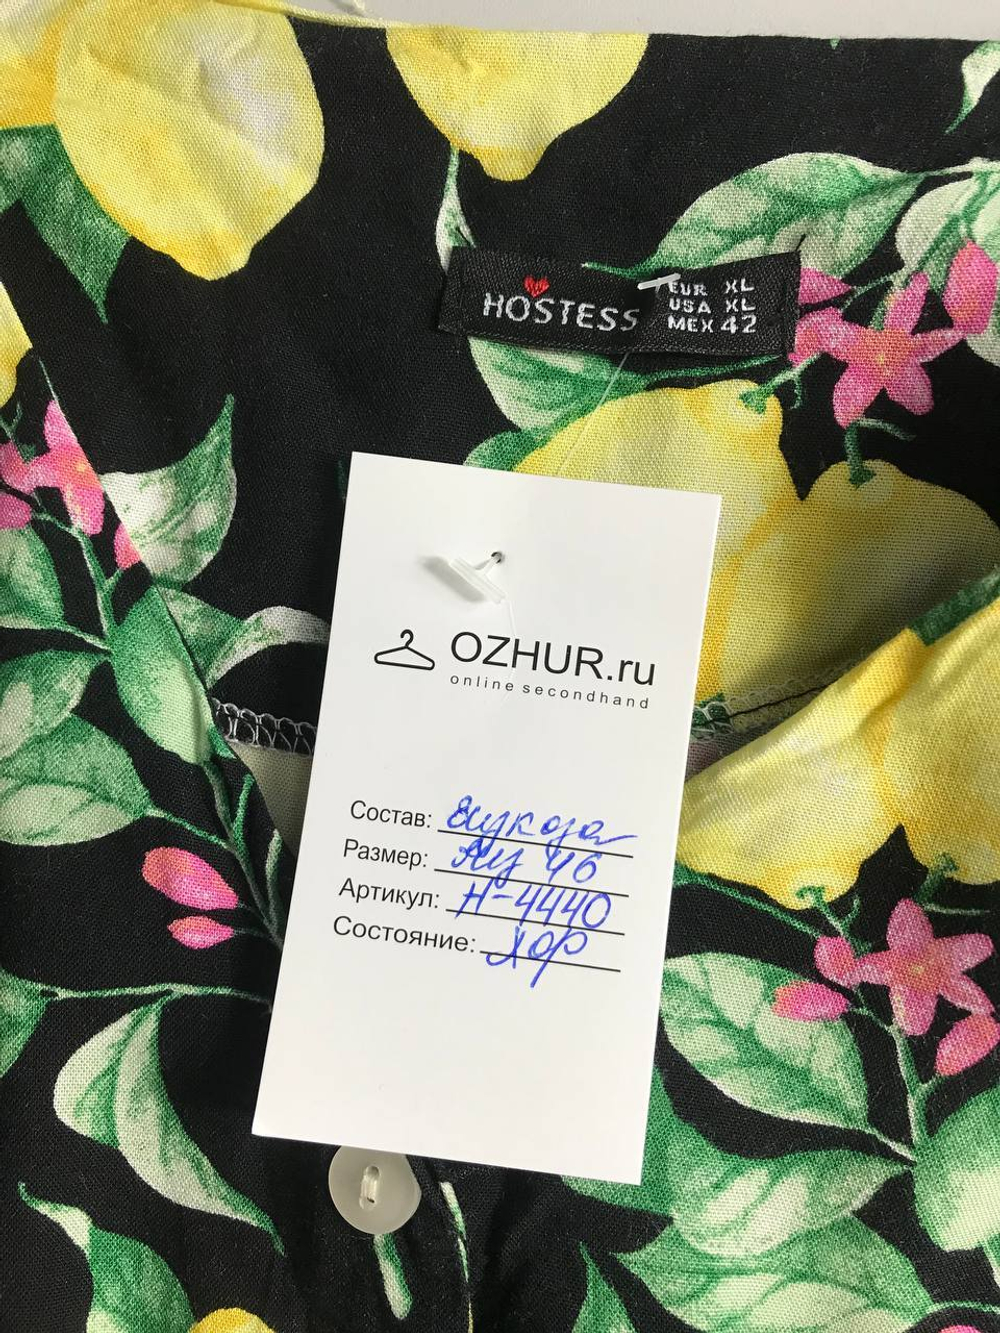 HOSTESS
EUR XL
USA XL
MEX 42
OZHUR.ru
online secondhand
Состав: вискоза
Размер: 46
Артикул: Н-4440
Состояние: хор